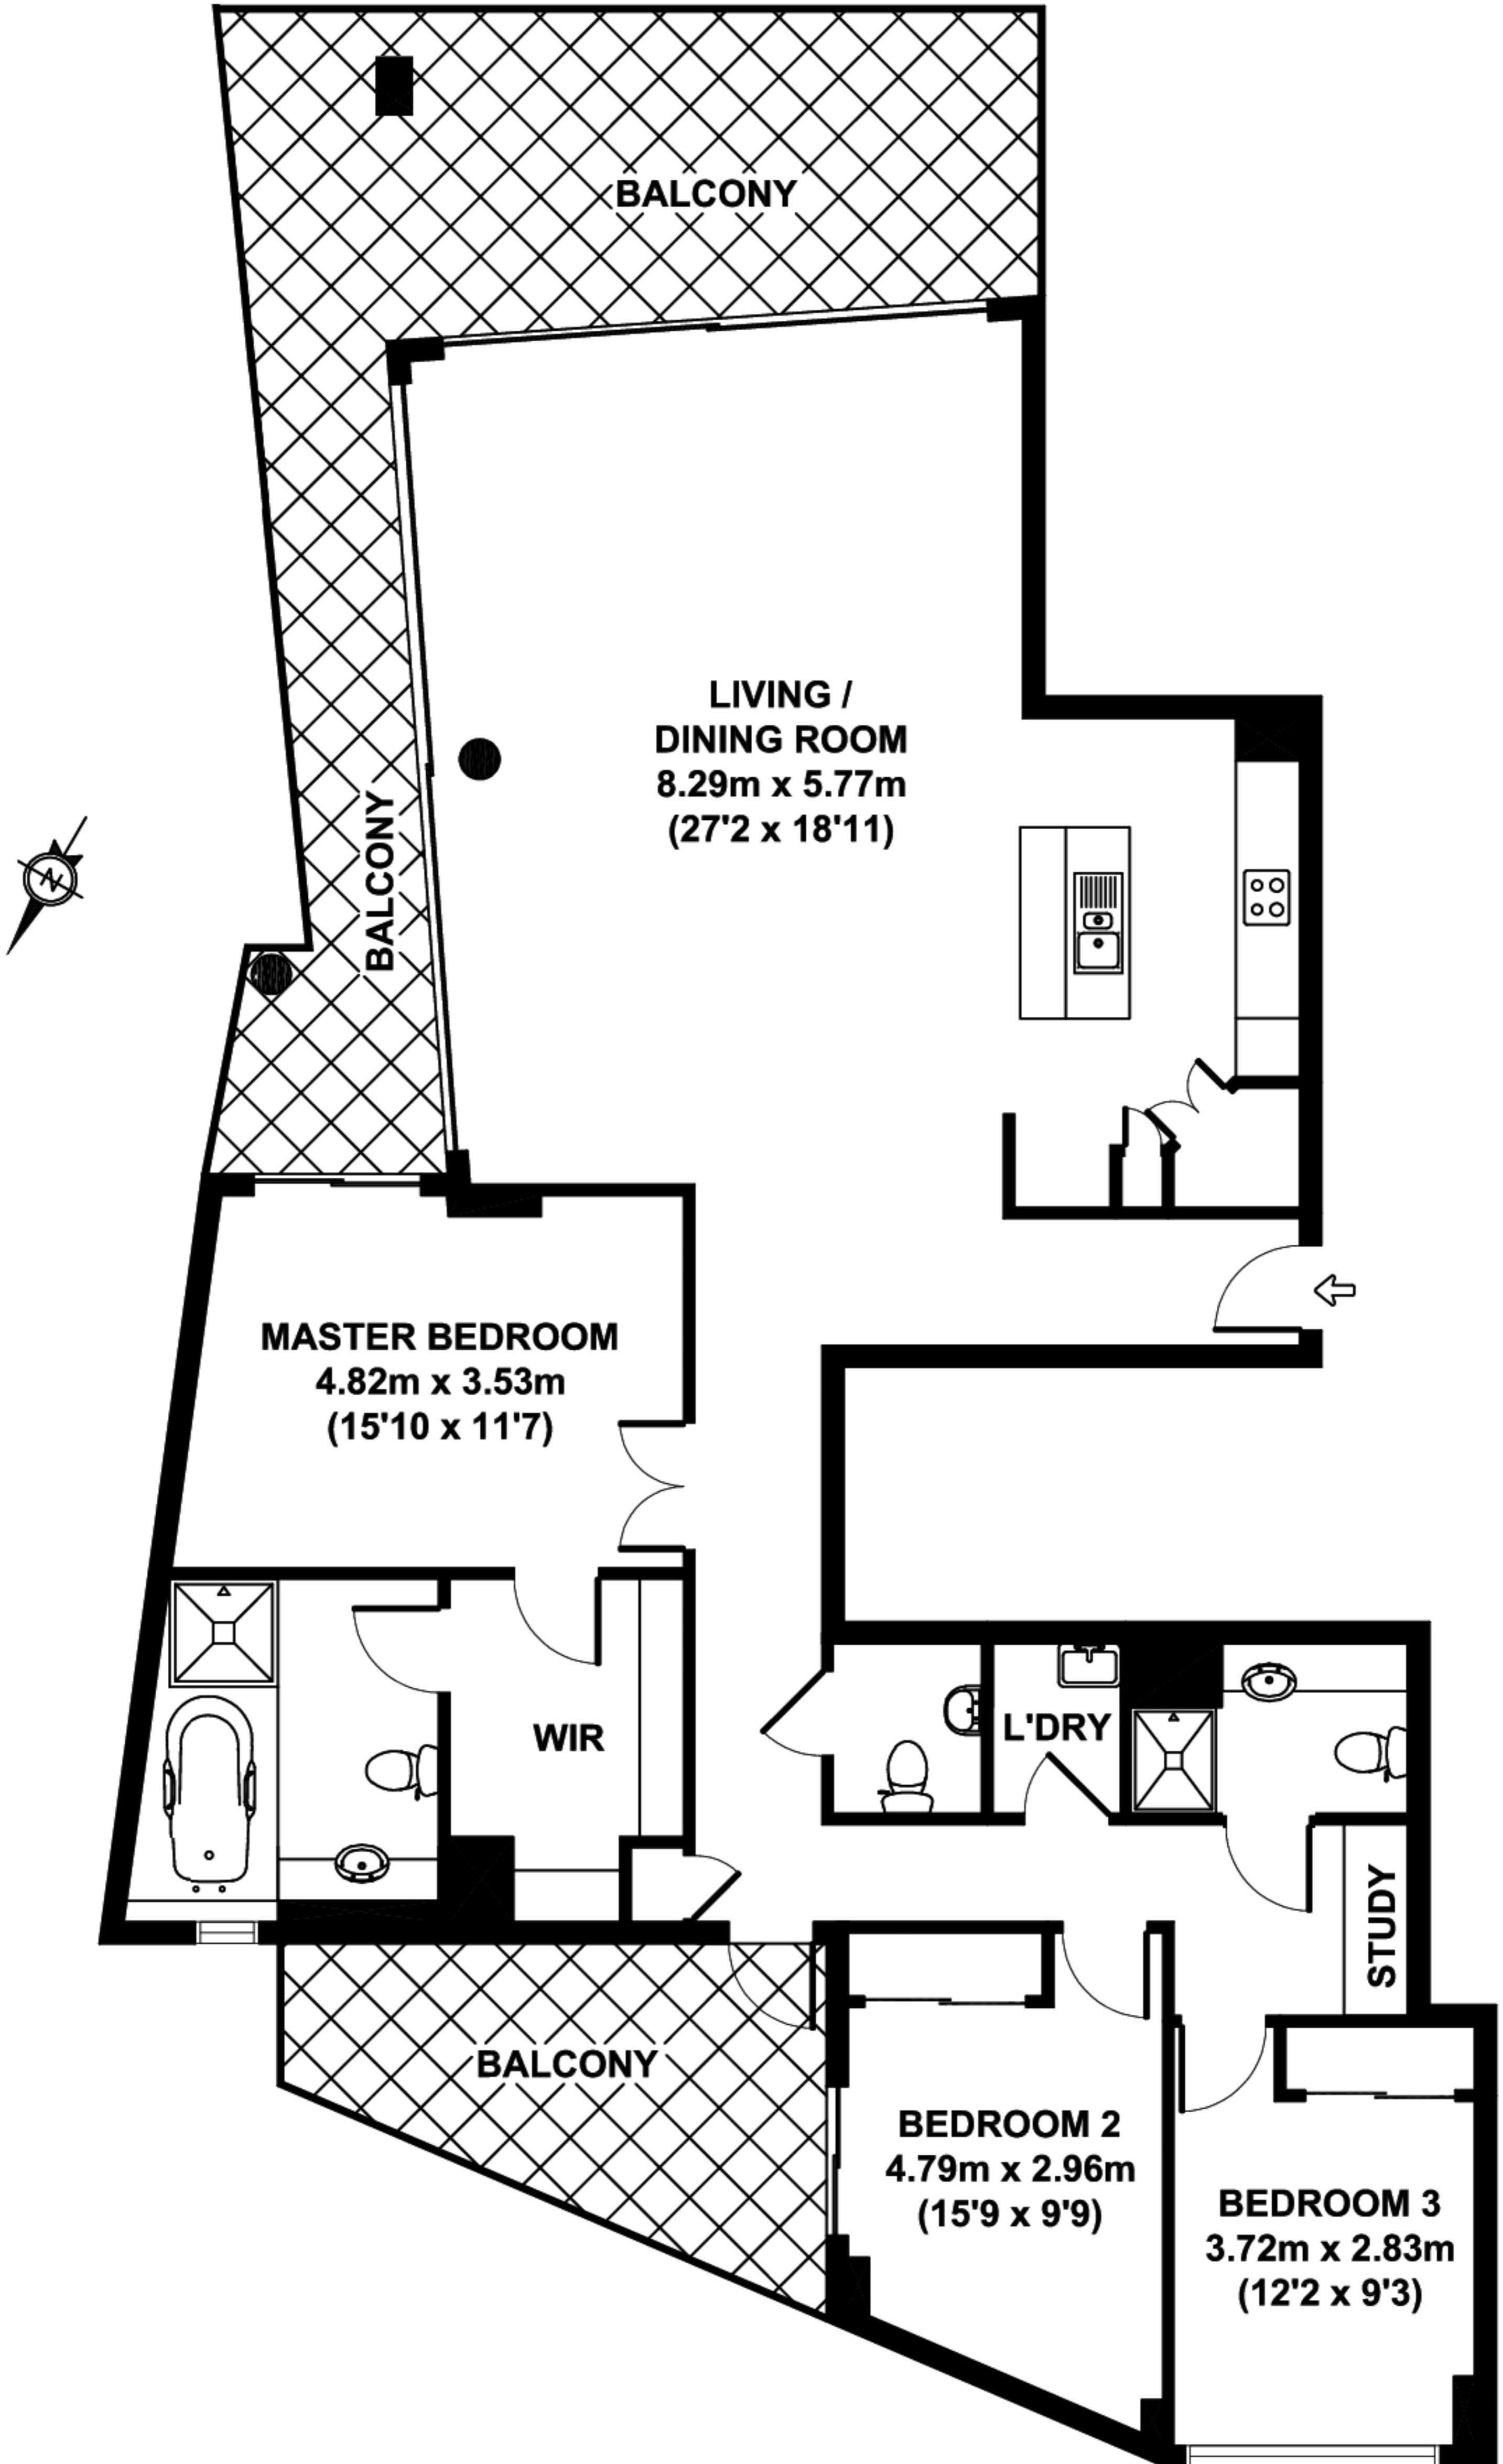 BALCONY
LIVING /
DINING ROOM
8.29m x 5.77m
(27'2 x 18'11)
BALCONY
N
MASTER BEDROOM
4.82m x 3.53m
(15'10 x 11'7)
WIR
L'DRY
STUDY
BALCONY
BEDROOM 2
4.79m x 2.96m
(15'9 x 9'9)
BEDROOM 3
3.72m x 2.83m
(12'2 x 9'3)